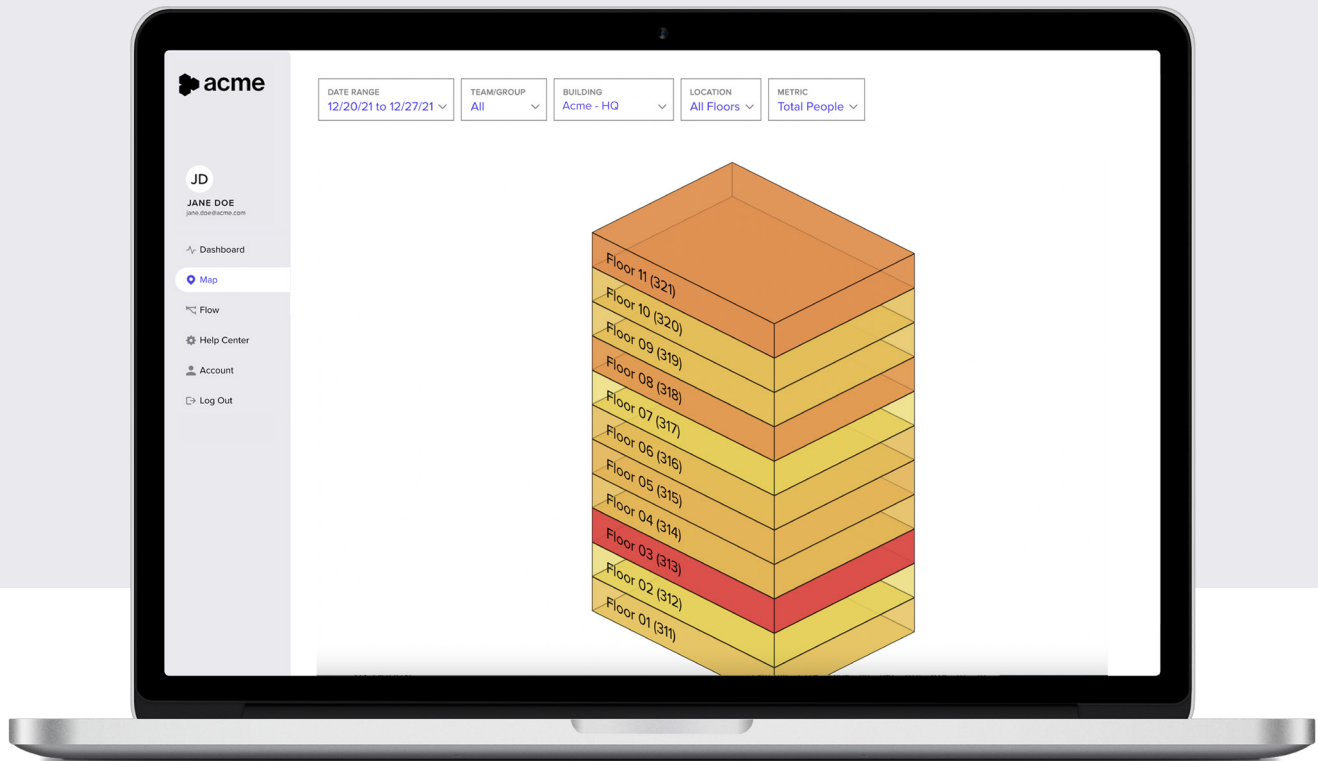 acme
DATE RANGE
12/20/21 to 12/27/21
TEAM/GROUP
All
BUILDING
Acme - HQ
LOCATION
All Floors
METRIC
Total People
JD
JANE DOE
jane.doe@acme.com
Dashboard
Map
Flow
Help Center
Account
Log Out
Floor 11 (321)
Floor 10 (320)
Floor 09 (319)
Floor 08 (318)
Floor 07 (317)
Floor 06 (316)
Floor 05 (315)
Floor 04 (314)
Floor 03 (313)
Floor 02 (312)
Floor 01 (311)